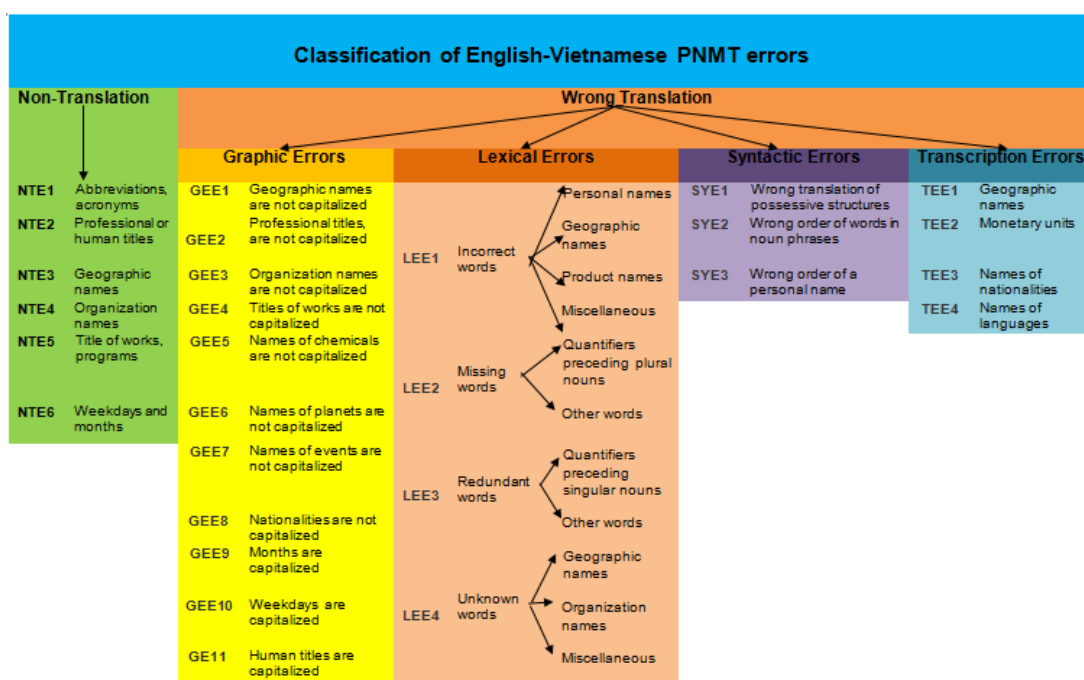 Classification of English-Vietnamese PNMT errors
Non-Translation
Wrong Translation
Graphic Errors
Lexical Errors
Syntactic Errors
Transcription Errors
NTE1 Abbreviations,
acronyms
NTE2 Professional or
human titles
NTE3 Geographic
names
NTE4 Organization
names
NTE5 Title of works,
programs
NTE6 Weekdays and
months
GEE1 Geographic names
are not capitalized
GEE2 Professional titles,
are not capitalized
GEE3 Organization names
are not capitalized
GEE4 Titles of works are not
capitalized
GEE5 Names of chemicals
are not capitalized
GEE6 Names of planets are
not capitalized
GEE7 Names of events are
not capitalized
GEE8 Nationalities are not
capitalized
GEE9 Months are
capitalized
GEE10 Weekdays are
capitalized
GE11 Human titles are
capitalized
LEE1 Incorrect
words
Personal names
Geographic
names
Product names
Miscellaneous
LEE2 Missing
words
Quantifiers
preceding plural
nouns
Other words
LEE3 Redundant
words
Quantifiers
preceding
singular nouns
Other words
LEE4 Unknown
words
Geographic
names
Organization
names
Miscellaneous
SYE1 Wrong translation of
possessive structures
SYE2 Wrong order of words in
noun phrases
SYE3 Wrong order of a
personal name
TEE1 Geographic
names
TEE2 Monetary units
TEE3 Names of
nationalities
TEE4 Names of
languages